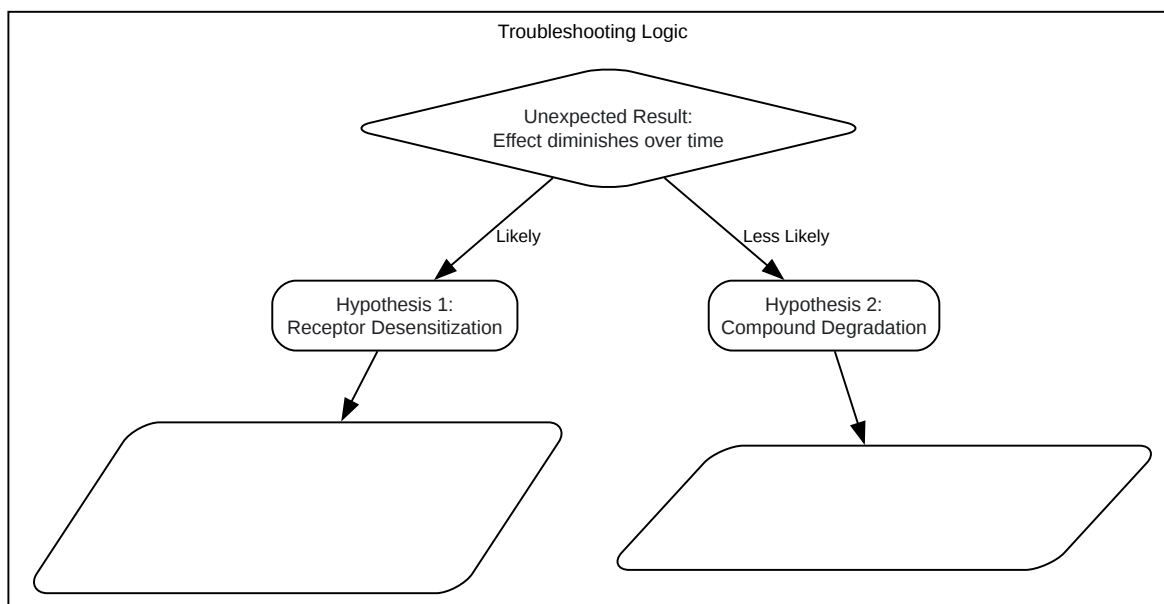 Troubleshooting Logic
Unexpected Result:
Effect diminishes over time
Likely
Less Likely
Hypothesis 1:
Receptor Desensitization
Hypothesis 2:
Compound Degradation